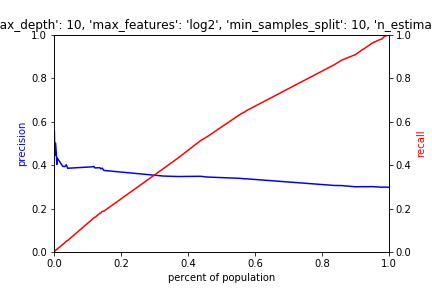 ax_depth': 10, 'max_features': 'log2', 'min_samples_split': 10, 'n_estima
1.0 1.0
0.8 0.8
0.6 0.6
0.4 0.4
0.2 0.2
0.0 0.0
precision
recall
0.0 0.2 0.4 0.6 0.8 1.0
percent of population